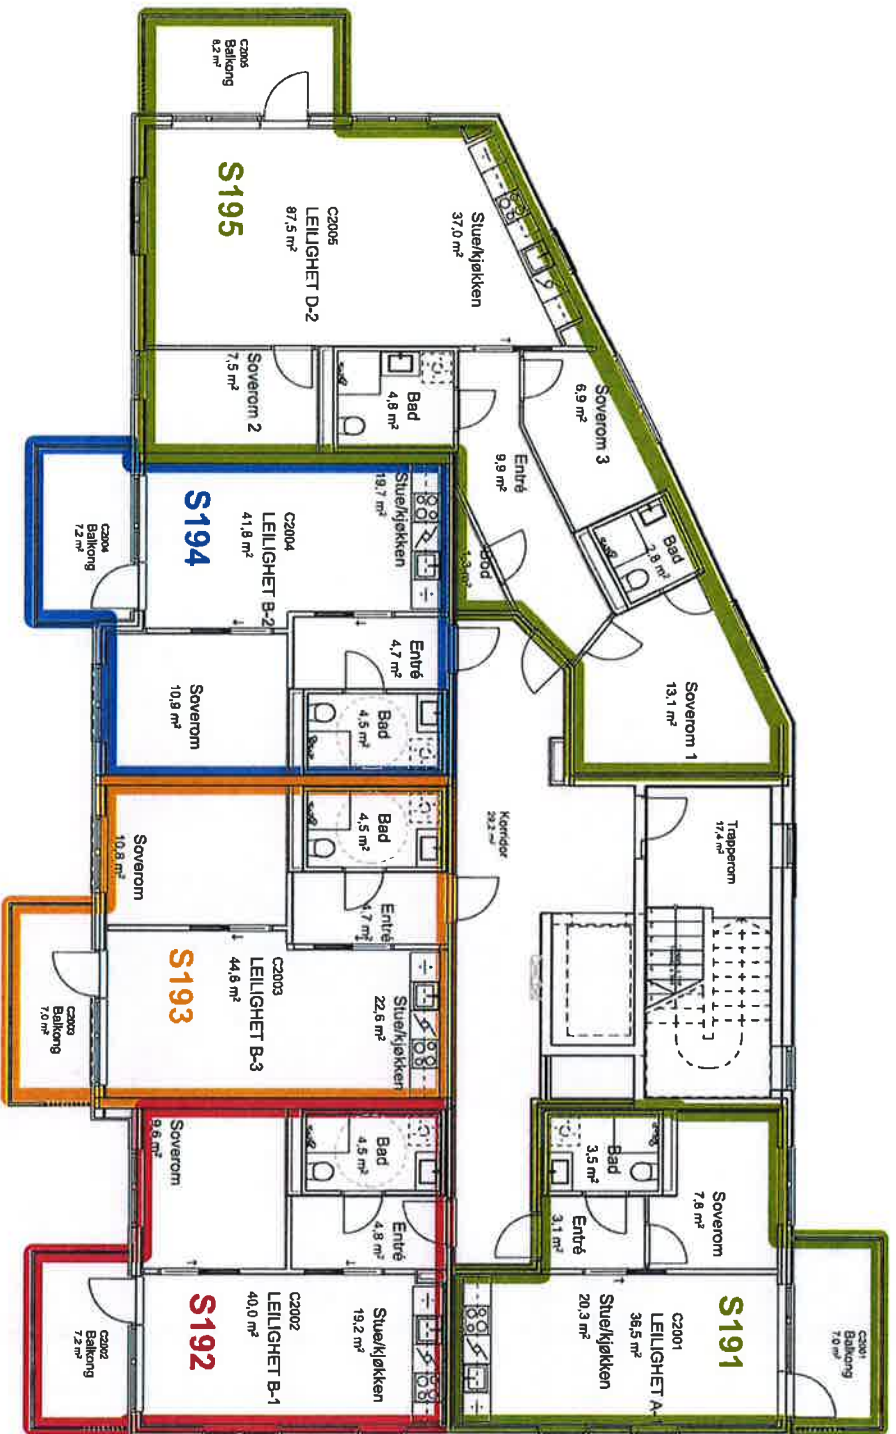 C2005
Balkong
8,2 m²
S195
C2005
LEILIGHET D-2
87,5 m²
Stue/kjøkken
37,0 m²
Soverom 2
7,5 m²
Bad
4,8 m²
Entré
9,9 m²
Soverom 3
6,9 m²
Bad
2,8 m²
Bod
1,3 m²
Soverom 1
13,1 m²
S194
C2004
LEILIGHET B-2
41,8 m²
Stue/kjøkken
19,7 m²
C2004
Balkong
7,2 m²
Entré
4,7 m²
Soverom
10,9 m²
Bad
4,5 m²
Korridor
29,2 m²
Trapperom
17,4 m²
Soverom
10,8 m²
Bad
4,5 m²
Entré
4,7 m²
S193
C2003
LEILIGHET B-3
44,6 m²
Stue/kjøkken
22,6 m²
C2003
Balkong
7,0 m²
Soverom
9,6 m²
Bad
4,5 m²
Entré
4,8 m²
S192
C2002
LEILIGHET B-1
40,0 m²
Stue/kjøkken
19,2 m²
C2002
Balkong
7,2 m²
Bad
3,5 m²
Soverom
7,8 m²
Entré
3,1 m²
S191
C2001
LEILIGHET A-1
36,5 m²
Stue/kjøkken
20,3 m²
C2001
Balkong
7,0 m²